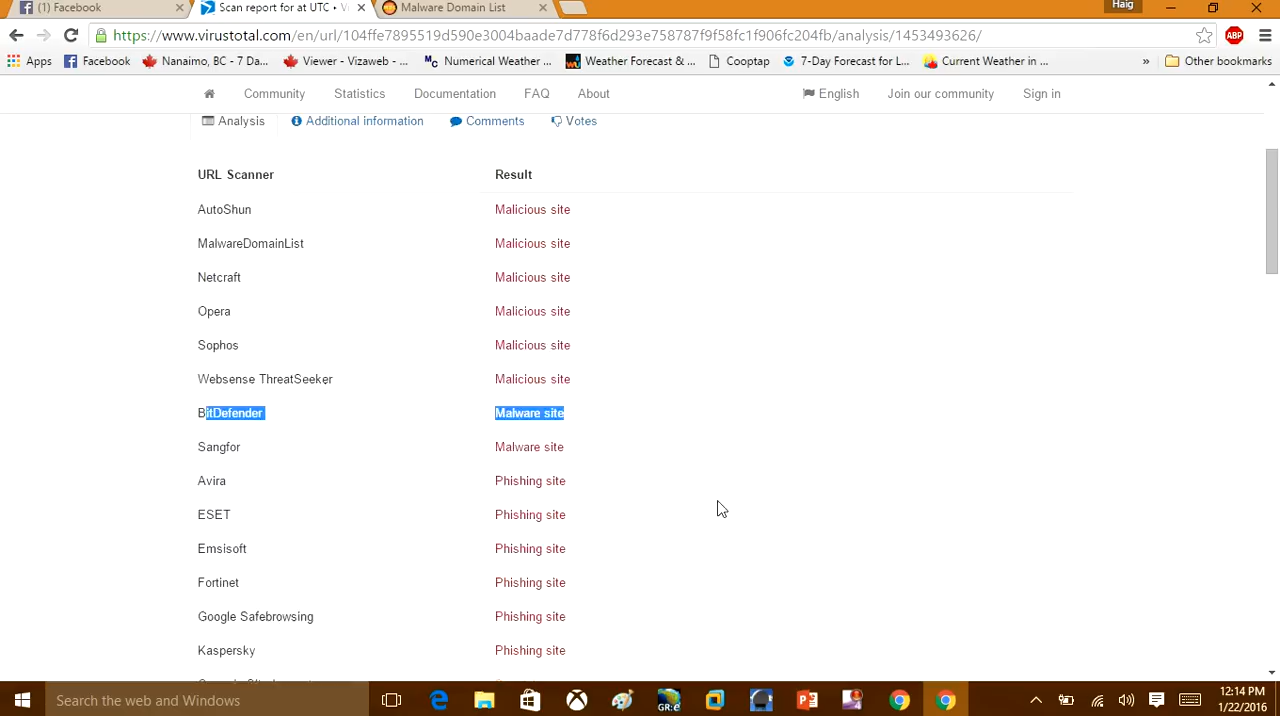 (1) Facebook
Scan report for at UTC • Vi
Malware Domain List
Haig
https://www.virustotal.com/en/url/104ffe7895519d590e3004baade7d778f6d293e758787f9f58fc1f906fc204fb/analysis/1453493626/
ABP
Apps Facebook Nanaimo, BC - 7 Da... Viewer - Vizaweb - ... Numerical Weather ... Weather Forecast & ... Cooptap 7-Day Forecast for L... Current Weather in ... » Other bookmarks
Community Statistics Documentation FAQ About English Join our community Sign in
Analysis Additional information Comments Votes
URL Scanner Result
AutoShun Malicious site
MalwareDomainList Malicious site
Netcraft Malicious site
Opera Malicious site
Sophos Malicious site
Websense ThreatSeeker Malicious site
BitDefender Malware site
Sangfor Malware site
Avira Phishing site
ESET Phishing site
Emsisoft Phishing site
Fortinet Phishing site
Google Safebrowsing Phishing site
Kaspersky Phishing site
Search the web and Windows
GR:e
12:14 PM
1/22/2016